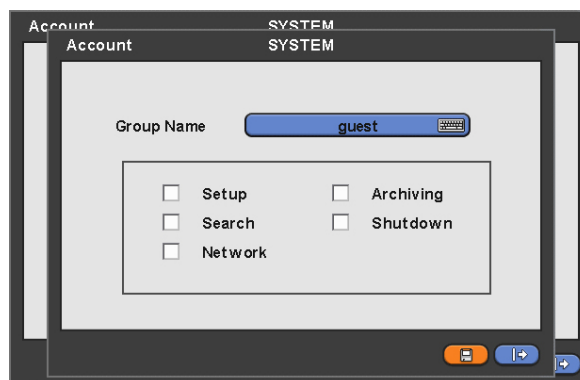 Account SYSTEM
Account SYSTEM
Group Name guest
Setup Archiving
Search Shutdown
Network